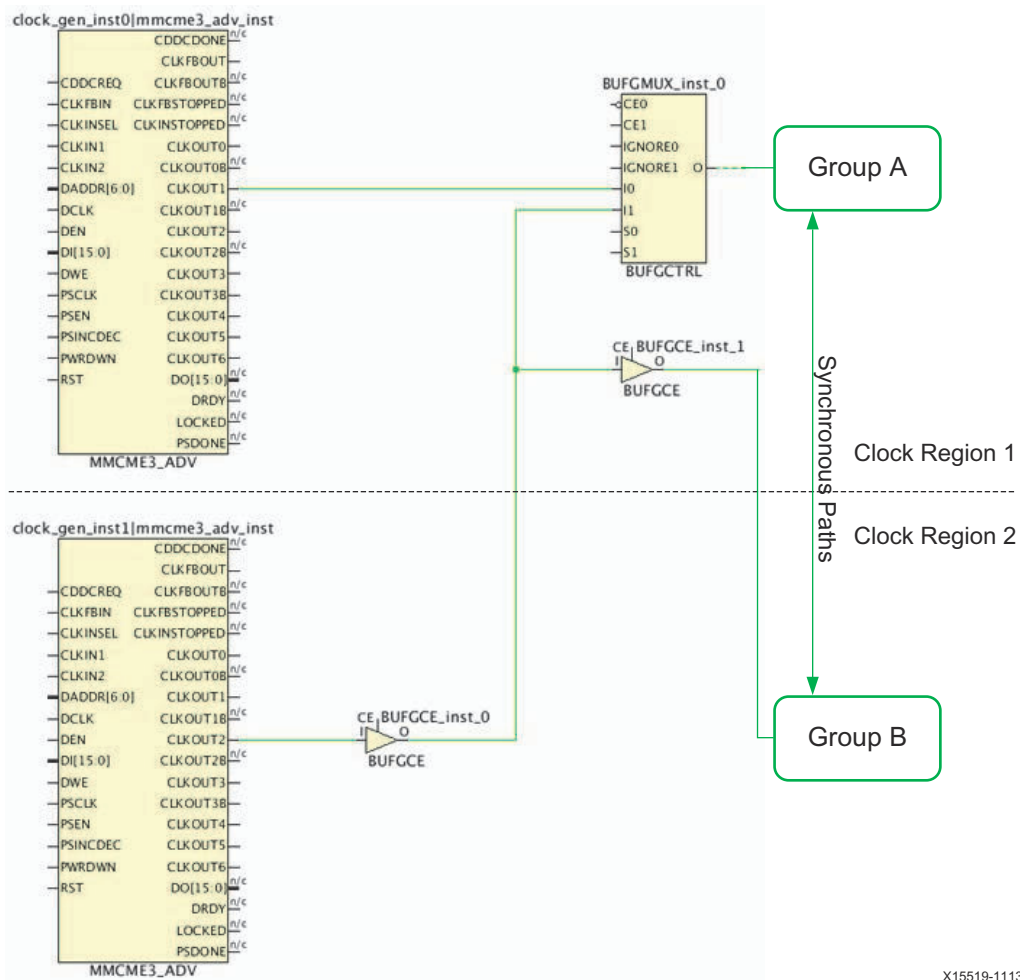 clock_gen_inst0|mmcme3_adv_inst
CDDCDONE n/c
CLKFBOUT
CDDCREQ CLKFBOUTB n/c
CLKFBIN CLKFBSTOPPED n/c
CLKINSEL CLKINSTOPPED n/c
CLKIN1 CLKOUT0
CLKIN2 CLKOUT0B n/c
DADDR[6:0] CLKOUT1
DCLK CLKOUT1B n/c
DEN CLKOUT2
DI[15:0] CLKOUT2B n/c
DWE CLKOUT3
PSCLK CLKOUT3B n/c
PSEN CLKOUT4
PSINCDEC CLKOUT5
PWRDWN CLKOUT6
RST DO[15:0] n/c
DRDY n/c
LOCKED n/c
PSDONE n/c
MMCME3_ADV
BUFGMUX_inst_0
CE0
CE1
IGNORE0
IGNORE1 O
I0
I1
S0
S1
BUFGCTRL
Group A
CE BUFGCE_inst_1
I O
BUFGCE
Synchronous Paths
Clock Region 1
Clock Region 2
clock_gen_inst1|mmcme3_adv_inst
CDDCDONE n/c
CLKFBOUT
CDDCREQ CLKFBOUTB n/c
CLKFBIN CLKFBSTOPPED n/c
CLKINSEL CLKINSTOPPED n/c
CLKIN1 CLKOUT0
CLKIN2 CLKOUT0B n/c
DADDR[6:0] CLKOUT1
DCLK CLKOUT1B n/c
DEN CLKOUT2
DI[15:0] CLKOUT2B n/c
DWE CLKOUT3
PSCLK CLKOUT3B n/c
PSEN CLKOUT4
PSINCDEC CLKOUT5
PWRDWN CLKOUT6
RST DO[15:0] n/c
DRDY n/c
LOCKED n/c
PSDONE n/c
MMCME3_ADV
CE BUFGCE_inst_0
I O
BUFGCE
Group B
X15519-1113